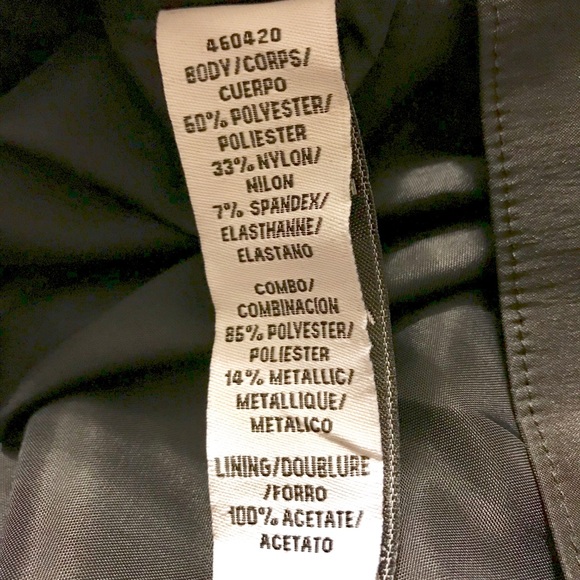 460420
BODY/CORPS/
CUERPO
60% POLYESTER/
POLIESTER
33% NYLON/
NILON
7% SPANDEX/
ELASTHANNE/
ELASTANO
COMBO/
COMBINACION
86% POLYESTER/
POLIESTER
14% METALLIC/
METALLIQUE/
METALICO
LINING/DOUBLURE
/FORRO
100% ACETATE/
ACETATO